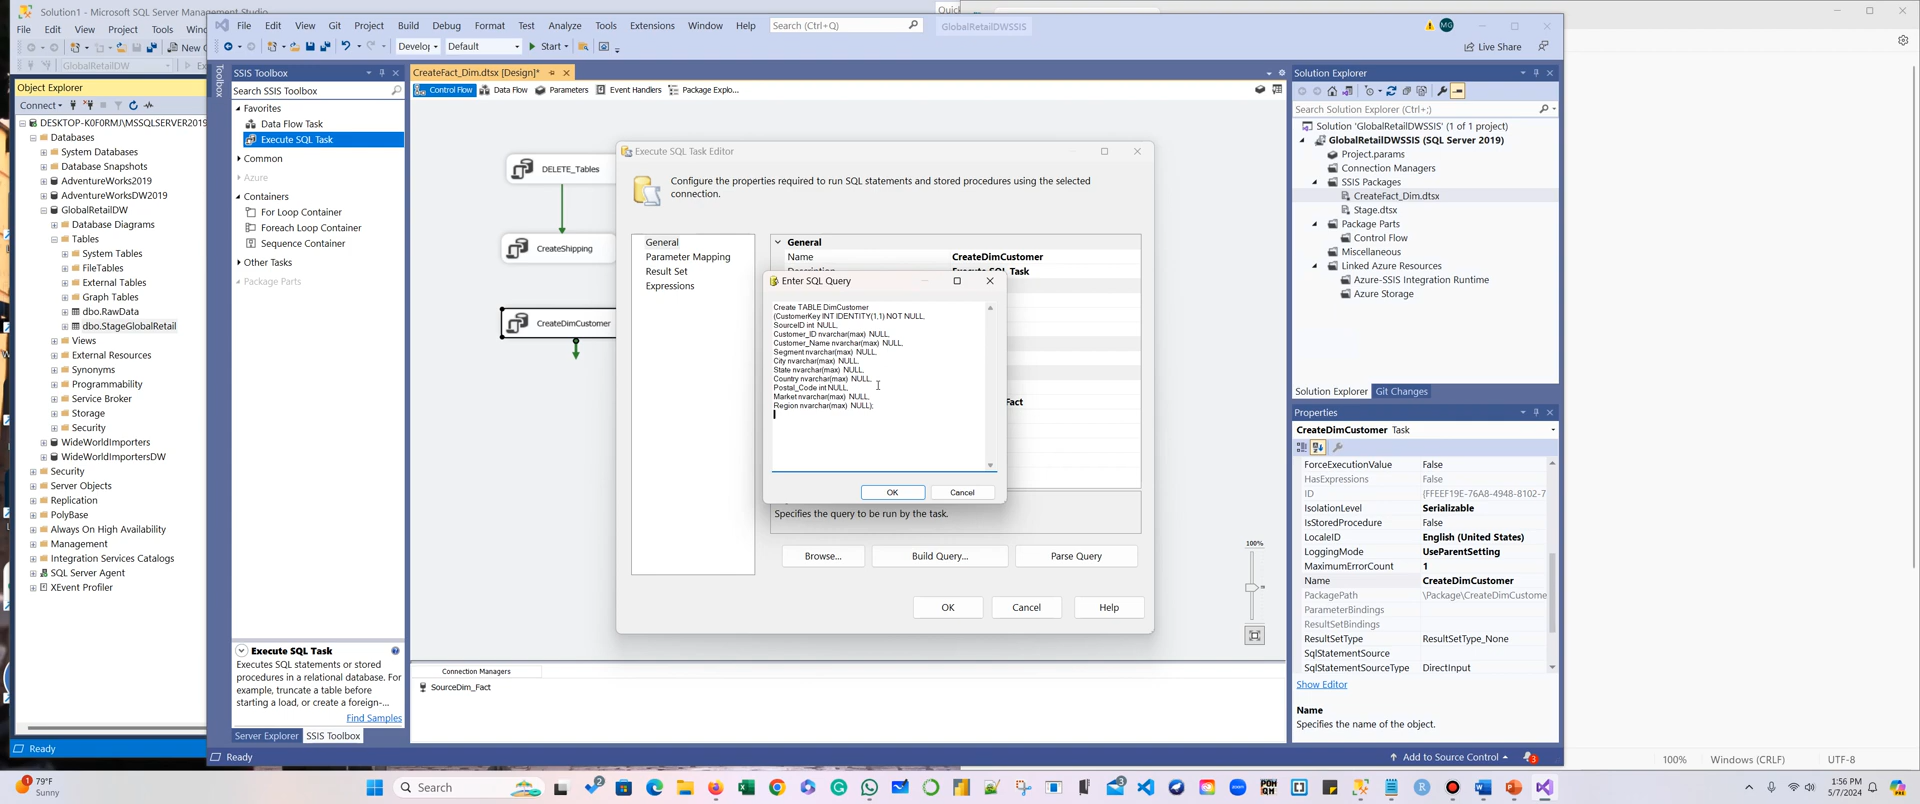 Solution1 - Microsoft SQL Server Management Studio
File Edit View Project Tools
New
GlobalRetailDW
Object Explorer
Connect
DESKTOP-K0F0RMJ\MSSQLSERVER2019
Databases
System Databases
Database Snapshots
AdventureWorks2019
AdventureWorksDW2019
GlobalRetailDW
Database Diagrams
Tables
System Tables
FileTables
External Tables
Graph Tables
dbo.RawData
dbo.StageGlobalRetail
Views
External Resources
Synonyms
Programmability
Service Broker
Storage
Security
WideWorldImporters
WideWorldImportersDW
Security
Server Objects
Replication
PolyBase
Always On High Availability
Management
Integration Services Catalogs
SQL Server Agent
XEvent Profiler
Ready
File Edit View Git Project Build Debug Format Test Analyze Tools Extensions Window Help Search (Ctrl+Q) GlobalRetailDWSSIS MG
Develop Default Start Live Share
Toolbox
SSIS Toolbox
Search SSIS Toolbox
Favorites
Data Flow Task
Execute SQL Task
Common
Azure
Containers
For Loop Container
Foreach Loop Container
Sequence Container
Other Tasks
Package Parts
Execute SQL Task
Executes SQL statements or stored
procedures in a relational database. For
example, truncate a table before
starting a load, or create a foreign-...
Find Samples
Server Explorer SSIS Toolbox
Ready
CreateFact_Dim.dtsx [Design]*
Control Flow Data Flow Parameters Event Handlers Package Explo...
DELETE_Tables
CreateShipping
CreateDimCustomer
Execute SQL Task Editor
Configure the properties required to run SQL statements and stored procedures using the selected
connection.
General
Parameter Mapping
Result Set
Expressions
General
Name CreateDimCustomer
Execute SQL Task
Enter SQL Query
Create TABLE DimCustomer
(CustomerKey INT IDENTITY(1,1) NOT NULL,
SourceID int NULL,
Customer_ID nvarchar(max) NULL,
Customer_Name nvarchar(max) NULL,
Segment nvarchar(max) NULL,
City nvarchar(max) NULL,
State nvarchar(max) NULL,
Country nvarchar(max) NULL,
Postal_Code int NULL,
Market nvarchar(max) NULL,
Region nvarchar(max) NULL);
OK Cancel
Fact
Specifies the query to be run by the task.
Browse... Build Query... Parse Query
OK Cancel Help
100%
Connection Managers
SourceDim_Fact
Solution Explorer
Search Solution Explorer (Ctrl+;)
Solution 'GlobalRetailDWSSIS' (1 of 1 project)
GlobalRetailDWSSIS (SQL Server 2019)
Project.params
Connection Managers
SSIS Packages
CreateFact_Dim.dtsx
Stage.dtsx
Package Parts
Control Flow
Miscellaneous
Linked Azure Resources
Azure-SSIS Integration Runtime
Azure Storage
Solution Explorer Git Changes
Properties
CreateDimCustomer Task
ForceExecutionValue False
HasExpressions False
ID {FFEEF19E-76A8-4948-8102-7
IsolationLevel Serializable
IsStoredProcedure False
LocaleID English (United States)
LoggingMode UseParentSetting
MaximumErrorCount 1
Name CreateDimCustomer
PackagePath \Package\CreateDimCustome
ParameterBindings
ResultSetBindings
ResultSetType ResultSetType_None
SqlStatementSource
SqlStatementSourceType DirectInput
Show Editor
Name
Specifies the name of the object.
Add to Source Control 3
100% Windows (CRLF) UTF-8
79°F
Sunny
Search
1:56 PM
5/7/2024